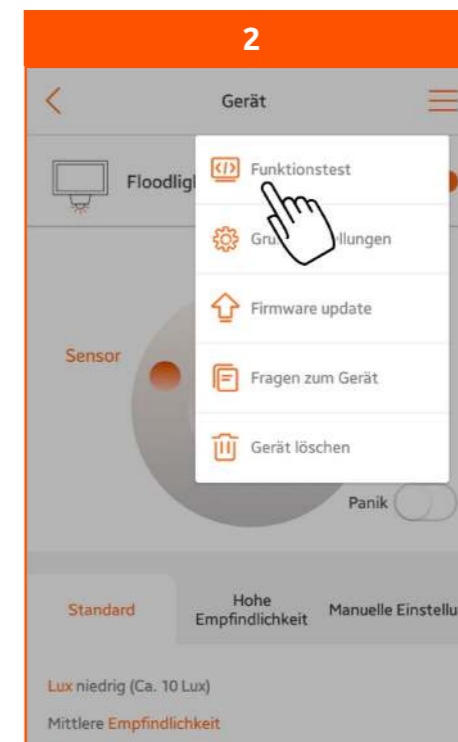 2
Gerät
Funktionstest
Floodligh
Gru llungen
Firmware update
Sensor
Fragen zum Gerät
Gerät löschen
Panik
Standard
Hohe
Empfindlichkeit
Manuelle Einstellu
Lux niedrig (Ca. 10 Lux)
Mittlere Empfindlichkeit